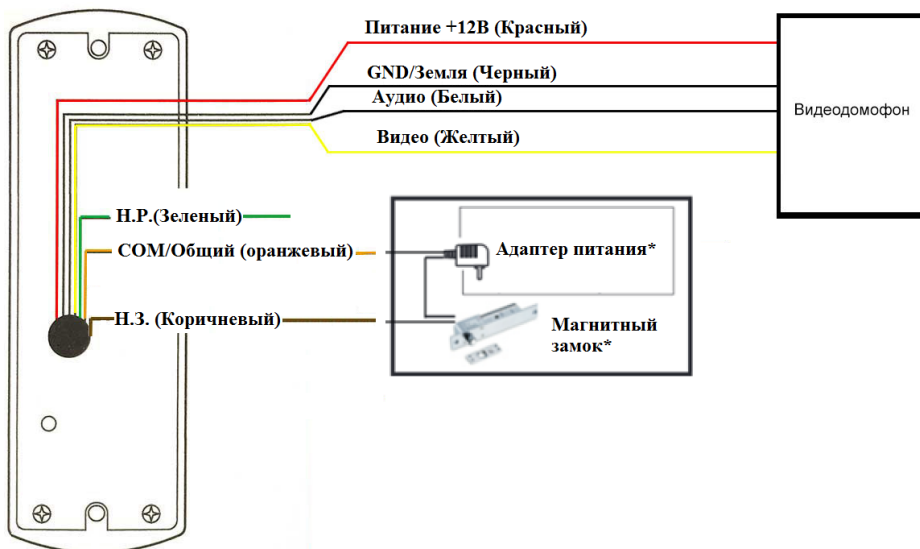 Питание +12В (Красный)
GND/Земля (Черный)
Аудио (Белый)
Видео (Желтый)
Видеодомофон
Н.Р.(Зеленый)
COM/Общий (оранжевый)
Адаптер питания*
Н.З. (Коричневый)
Магнитный
замок*